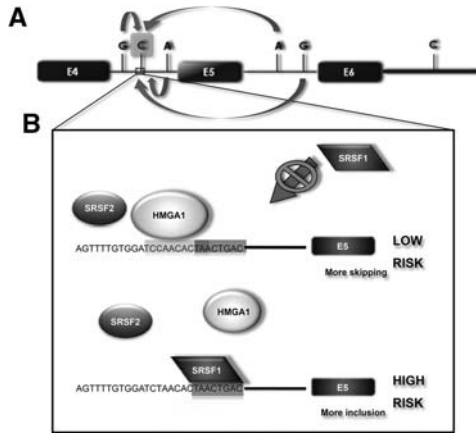 A
G C A A G C
E4 E5 E6
B
SRSF1
SRSF2 HMGA1
AGTTTTGTGGATCCAACACTAACTGAC E5 LOW
RISK
More skipping
SRSF2 HMGA1
SRSF1
AGTTTTGTGGATCTAACACTAACTGAC E5 HIGH
RISK
More inclusion